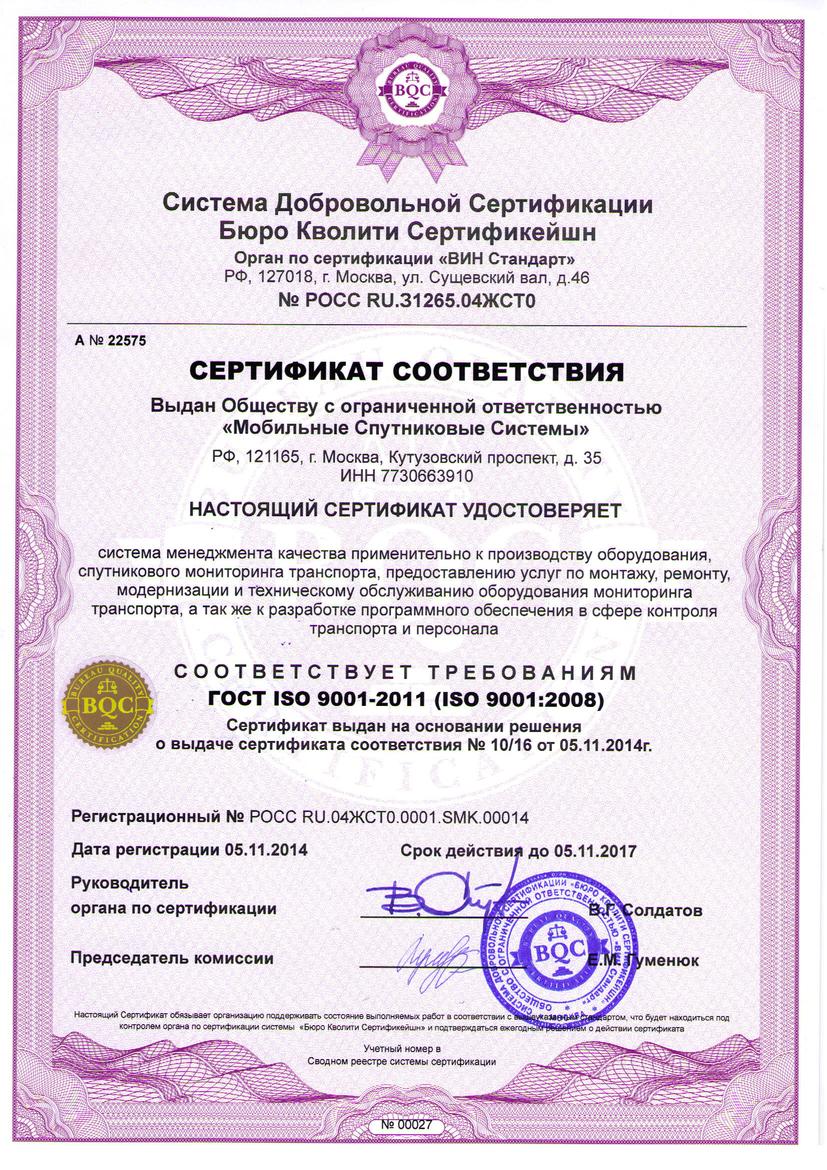 BUREAU QUALITY
BQC
CERTIFICATION
Система Добровольной Сертификации
Бюро Кволити Сертификейшн
Орган по сертификации «ВИН Стандарт»
РФ, 127018, г. Москва, ул. Сущевский вал, д.46
№ РОСС RU.31265.04ЖСТ0
А № 22575
СЕРТИФИКАТ СООТВЕТСТВИЯ
Выдан Обществу с ограниченной ответственностью
«Мобильные Спутниковые Системы»
РФ, 121165, г. Москва, Кутузовский проспект, д. 35
ИНН 7730663910
НАСТОЯЩИЙ СЕРТИФИКАТ УДОСТОВЕРЯЕТ
система менеджмента качества применительно к производству оборудования,
спутникового мониторинга транспорта, предоставлению услуг по монтажу, ремонту,
модернизации и техническому обслуживанию оборудования мониторинга
транспорта, а так же к разработке программного обеспечения в сфере контроля
транспорта и персонала
СООТВЕТСТВУЕТ ТРЕБОВАНИЯМ
BUREAU QUALITY
BQC
CERTIFICATION
ГОСТ ISO 9001-2011 (ISO 9001:2008)
Сертификат выдан на основании решения
о выдаче сертификата соответствия № 10/16 от 05.11.2014г.
Регистрационный № РОСС RU.04ЖСТ0.0001.SMK.00014
Дата регистрации 05.11.2014 Срок действия до 05.11.2017
Руководитель
органа по сертификации В.Г. Солдатов
Председатель комиссии Е.М. Гуменюк
СИСТЕМА ДОБРОВОЛЬНОЙ СЕРТИФИКАЦИИ «БЮРО КВОЛИТИ СЕРТИФИКЕЙШН»
ОБЩЕСТВО С ОГРАНИЧЕННОЙ ОТВЕТСТВЕННОСТЬЮ «ВИН Стандарт»
МОСКВА
BQC
Настоящий Сертификат обязывает организацию поддерживать состояние выполняемых работ в соответствии с вышеуказанным стандартом, что будет находиться под
контролем органа по сертификации системы «Бюро Кволити Сертификейшн» и подтверждаться ежегодным решением о действии сертификата
Учетный номер в
Сводном реестре системы сертификации
№ 00027